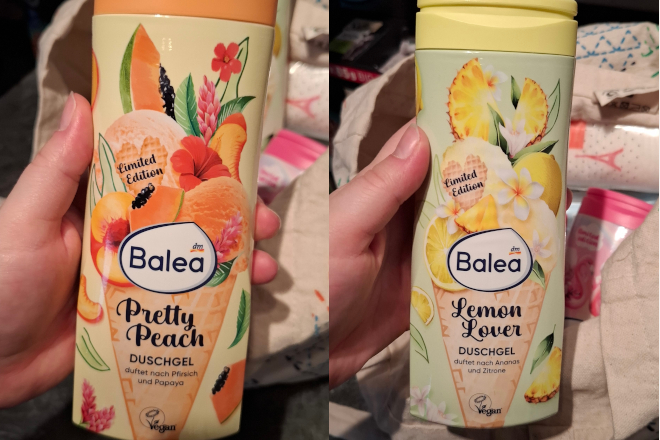 Limited
Edition
dm
Balea
Pretty
Peach
DUSCHGEL
duftet nach Pfirsich
und Papaya
Vegan
Limited
Edition
dm
Balea
Lemon
Lover
DUSCHGEL
duftet nach Ananas
und Zitrone
Vegan